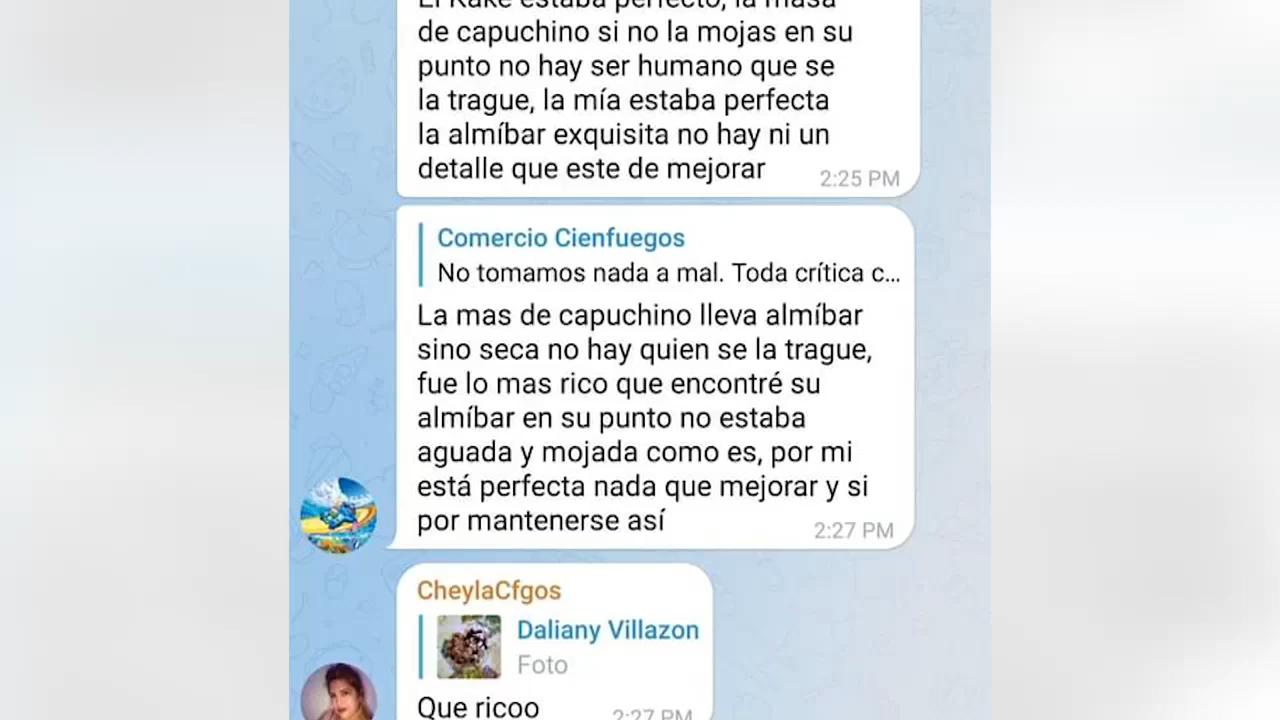 El Kake estaba perfecto, la masa
de capuchino si no la mojas en su
punto no hay ser humano que se
la trague, la mía estaba perfecta
la almíbar exquisita no hay ni un
detalle que este de mejorar
2:25 PM
Comercio Cienfuegos
No tomamos nada a mal. Toda crítica c...
La mas de capuchino lleva almíbar
sino seca no hay quien se la trague,
fue lo mas rico que encontré su
almíbar en su punto no estaba
aguada y mojada como es, por mi
está perfecta nada que mejorar y si
por mantenerse así
2:27 PM
CheylaCfgos
Daliany Villazon
Foto
Que ricoo
2:27 PM